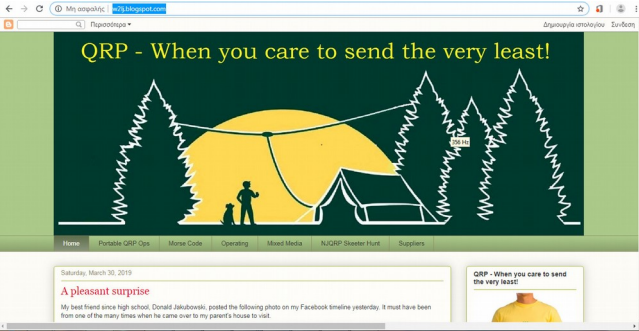 Μη ασφαλής | w2lj.blogspot.com
Περισσότερα
Δημιουργία ιστολογίου Σύνδεση
QRP - When you care to send the very least!
356 Hz
Home Portable QRP Ops Morse Code Operating Mixed Media NJQRP Skeeter Hunt Suppliers
Saturday, March 30, 2019
A pleasant surprise
My best friend since high school, Donald Jakubowski, posted the following photo on my Facebook timeline yesterday. It must have been
from one of the many times when he came over to my parent's house to visit.
QRP - When you care to send
the very least!